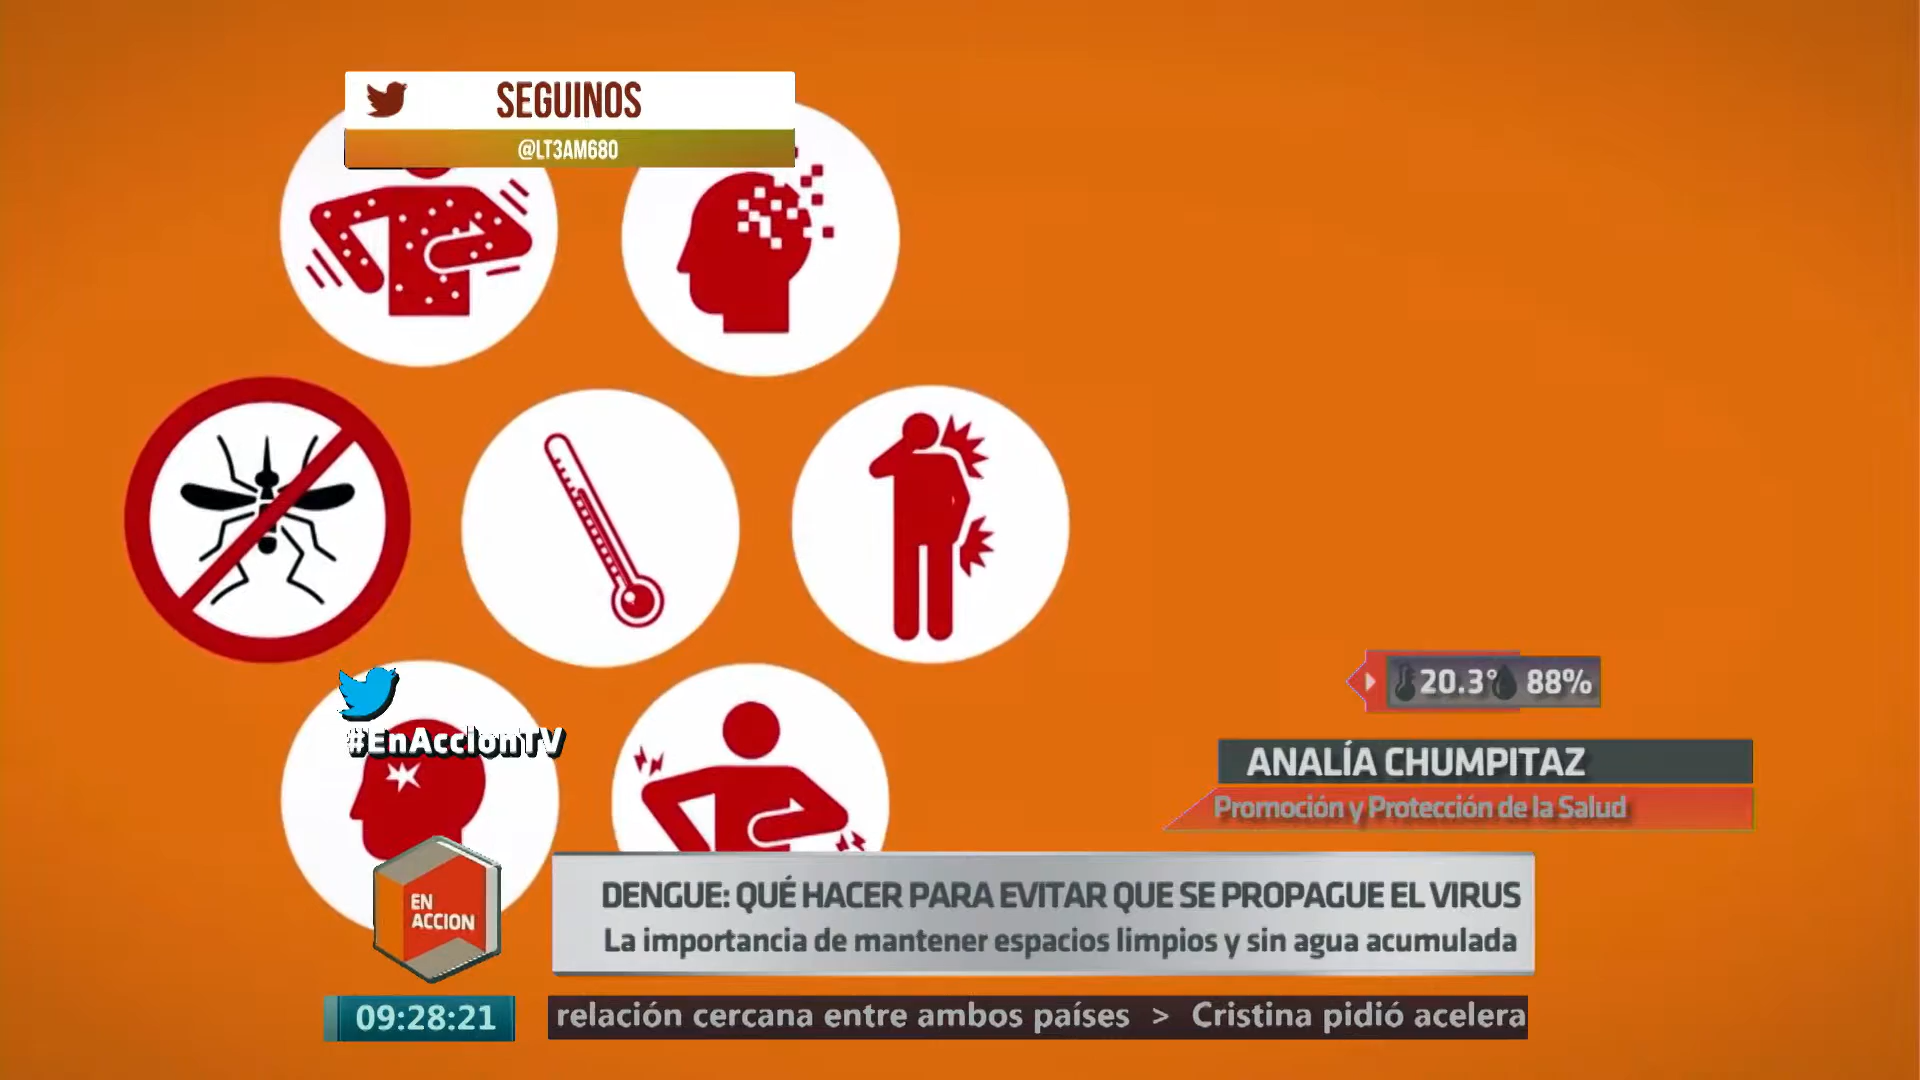 SEGUINOS
@LT3AM680
#EnAccionTV
20.3° 88%
ANALÍA CHUMPITAZ
Promoción y Protección de la Salud
EN
ACCION
DENGUE: QUÉ HACER PARA EVITAR QUE SE PROPAGUE EL VIRUS
La importancia de mantener espacios limpios y sin agua acumulada
09:28:21
relación cercana entre ambos países > Cristina pidió acelera